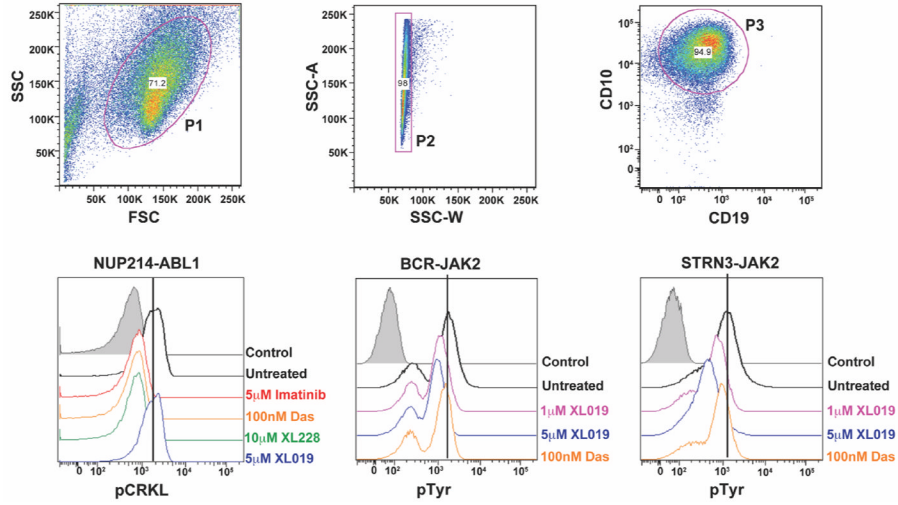 250K
200K
150K
100K
50K
SSC
71.2
P1
50K 100K 150K 200K 250K
FSC
250K
200K
150K
100K
50K
SSC-A
98
P2
50K 100K 150K 200K 250K
SSC-W
10⁵
10⁴
10³
10²
0
CD10
94.9
P3
0 10² 10³ 10⁴ 10⁵
CD19
NUP214-ABL1
Control
Untreated
5µM Imatinib
100nM Das
10µM XL228
5µM XL019
0 10² 10³ 10⁴ 10⁵
pCRKL
BCR-JAK2
Control
Untreated
1µM XL019
5µM XL019
100nM Das
0 10² 10³ 10⁴ 10⁵
pTyr
STRN3-JAK2
Control
Untreated
1µM XL019
5µM XL019
100nM Das
0 10² 10³ 10⁴ 10⁵
pTyr